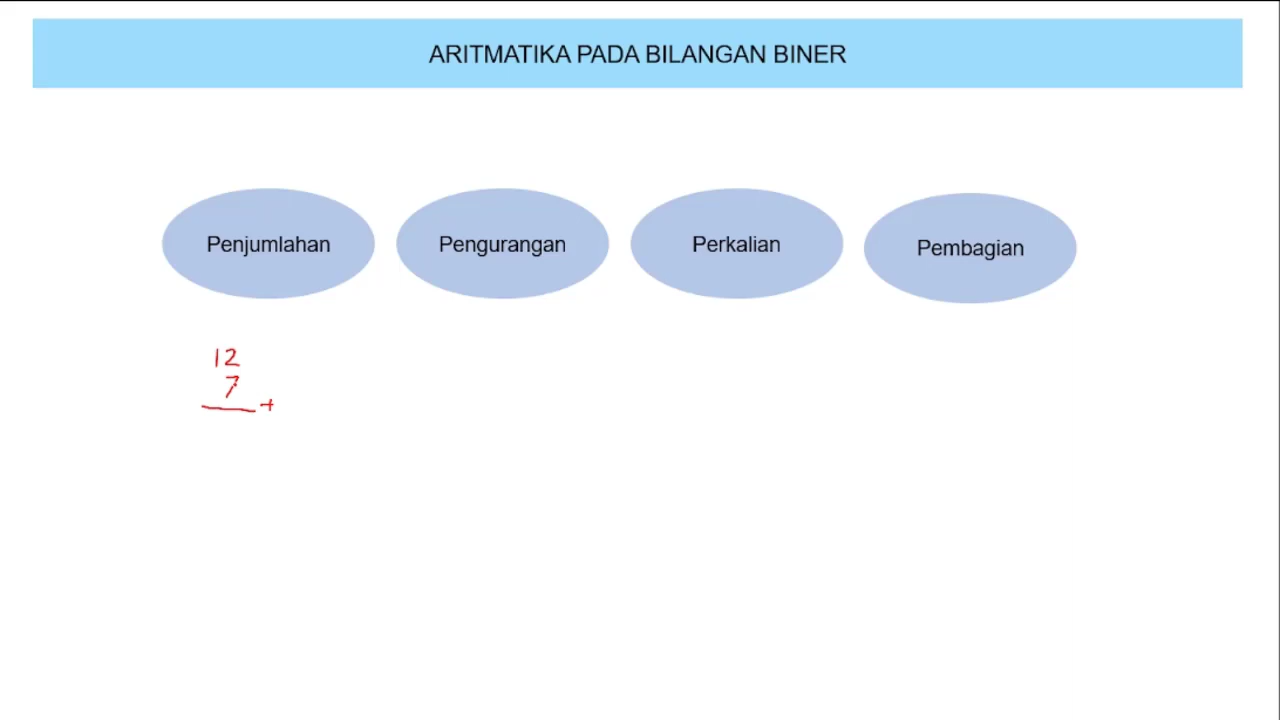 ARITMATIKA PADA BILANGAN BINER
Penjumlahan Pengurangan Perkalian Pembagian
12
7
+